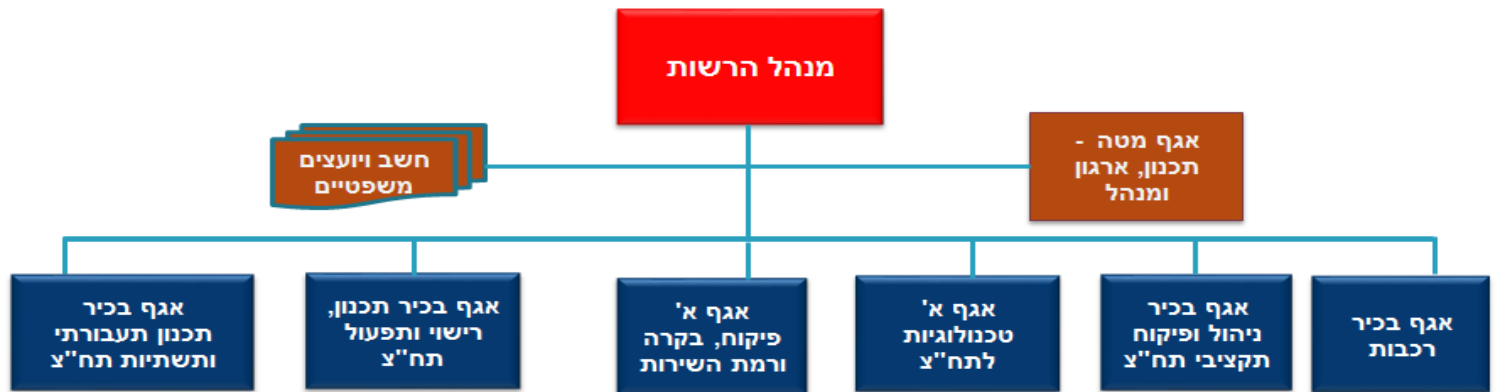 מנהל הרשות
אגף מטה -
תכנון, ארגון
ומנהל
חשב ויועצים
משפטיים
אגף בכיר
רכבות
אגף בכיר
ניהול ופיקוח
תקציבי תח"צ
אגף א'
טכנולוגיות
לתח"צ
אגף א'
פיקוח, בקרה
ורמת השירות
אגף בכיר תכנון,
רישוי ותפעול
תח"צ
אגף בכיר
תכנון תעבורתי
ותשתיות תח"צ